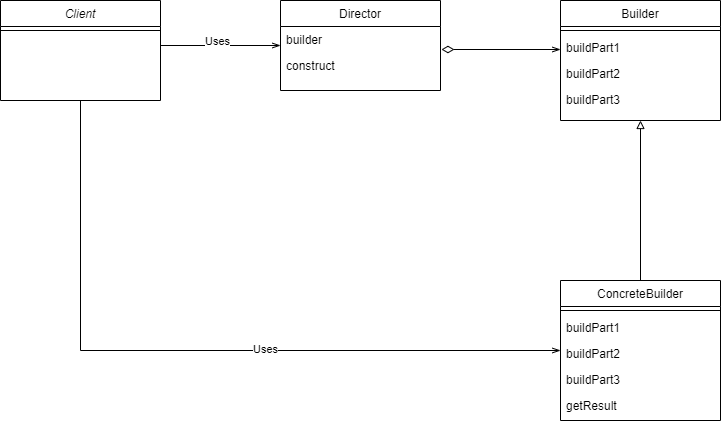 Client
Uses
Director
builder
construct
Builder
buildPart1
buildPart2
buildPart3
Uses
ConcreteBuilder
buildPart1
buildPart2
buildPart3
getResult